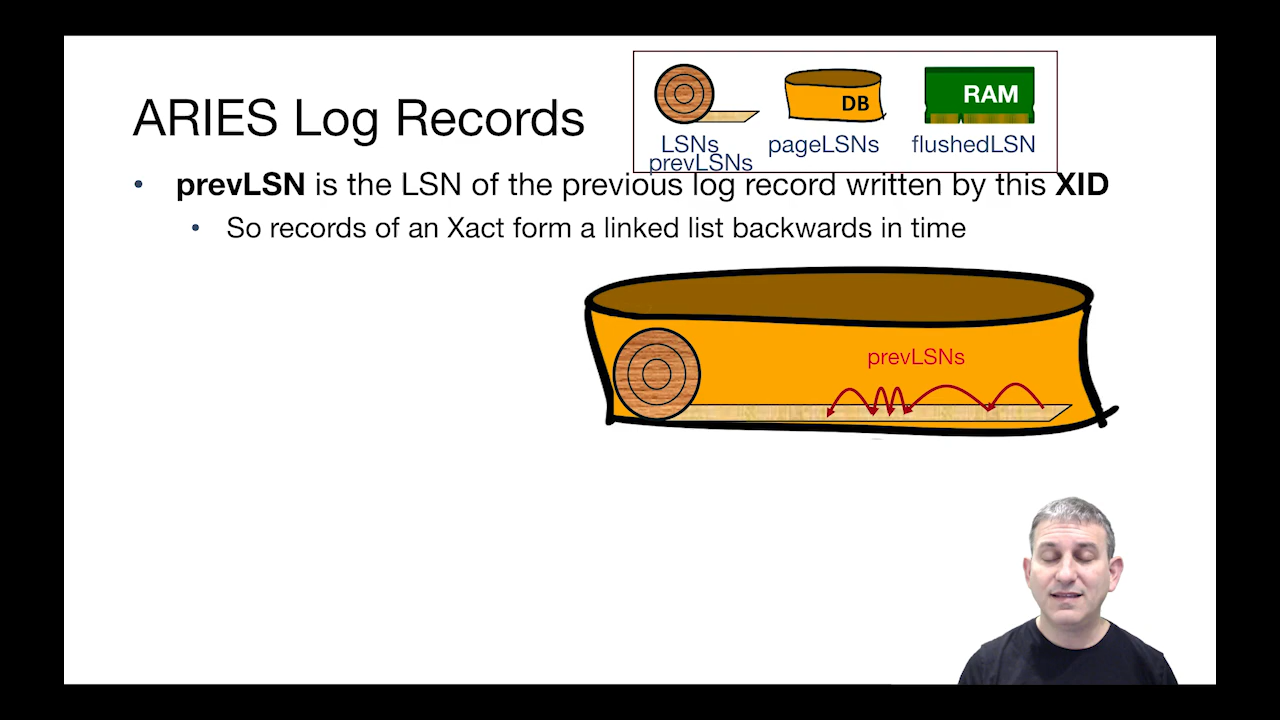 ARIES Log Records
DB
RAM
LSNs
prevLSNs
pageLSNs
flushedLSN
• prevLSN is the LSN of the previous log record written by this XID
• So records of an Xact form a linked list backwards in time
prevLSNs